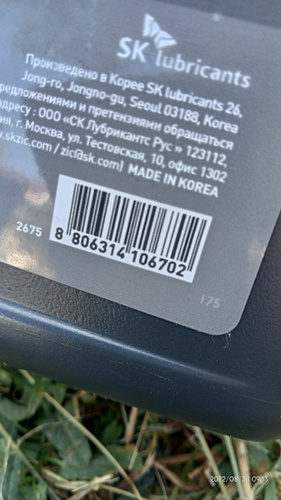 SK lubricants
Произведено в Корее SK lubricants 26,
Jong-ro, Jongno-gu, Seoul 03188, Korea
редложениями и претензиями обращаться
адресу : ООО «СК Лубрикантс Рус » 123112,
г. Москва, ул. Тестовская, 10, офис 1302
w.skzic.com / zic@sk.com) MADE IN KOREA
2675
8 806314 106702
175